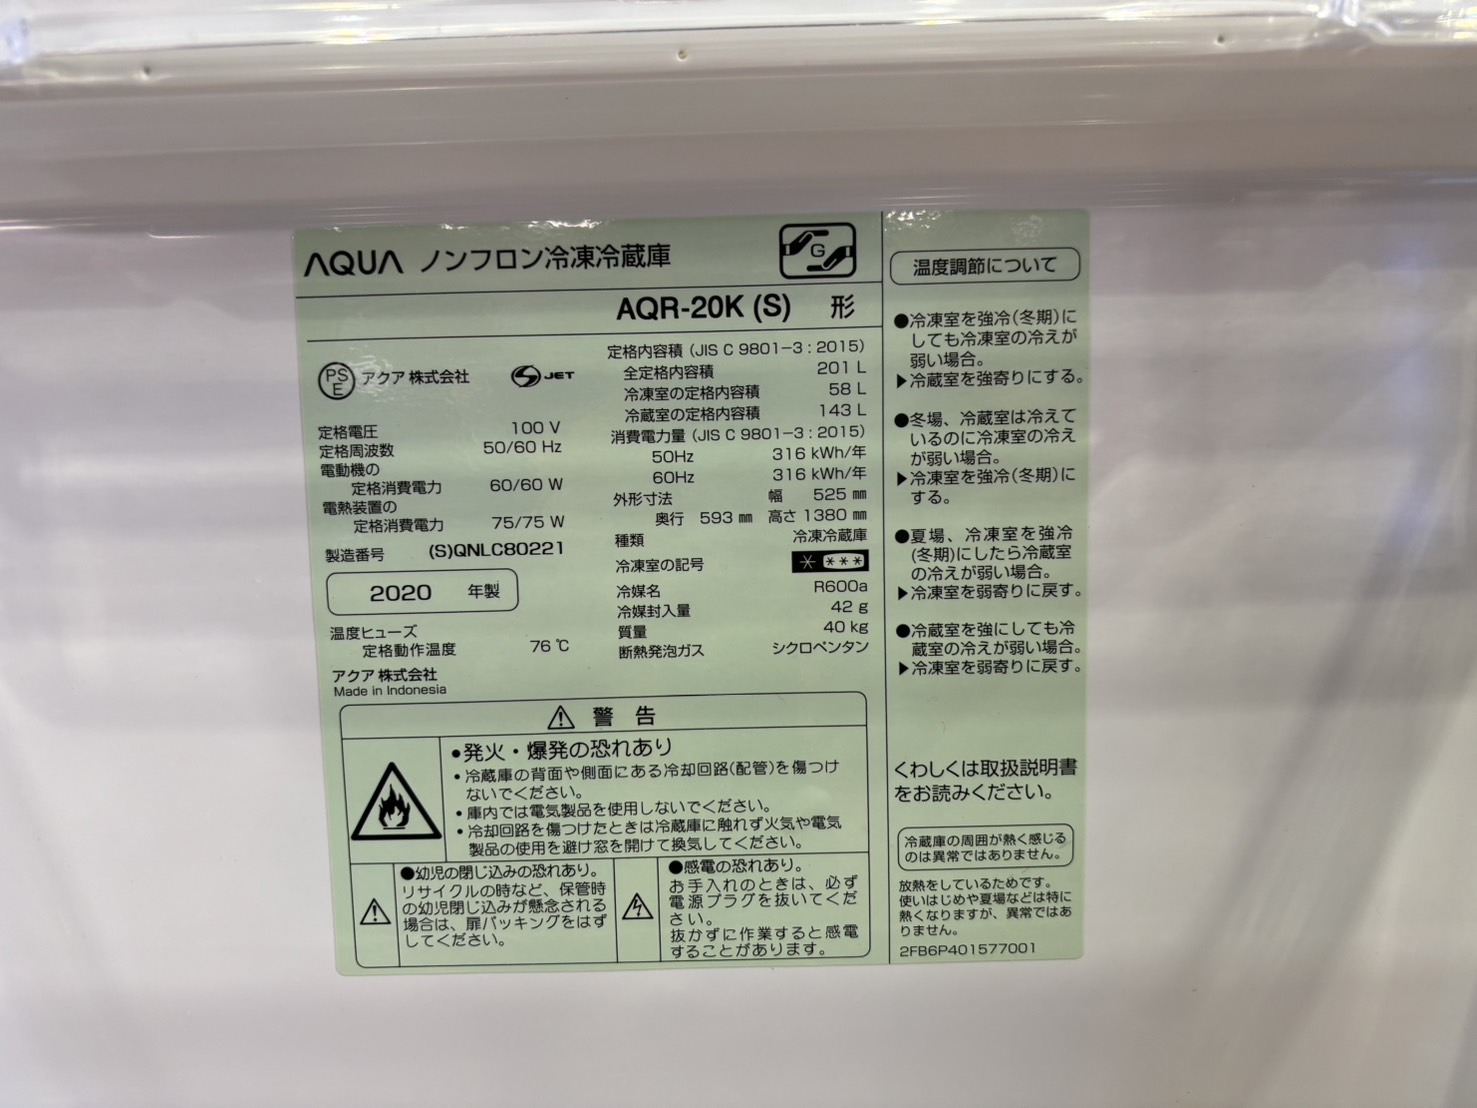 AQUA ノンフロン冷凍冷蔵庫
G
AQR-20K (S) 形
PS
E
アクア 株式会社
JET
定格電圧 100 V
定格周波数 50/60 Hz
電動機の
定格消費電力 60/60 W
電熱装置の
定格消費電力 75/75 W
製造番号 (S)QNLC80221
2020 年製
温度ヒューズ
定格動作温度 76 ℃
アクア 株式会社
Made in Indonesia
定格内容積 (JIS C 9801-3 : 2015)
全定格内容積 201 L
冷凍室の定格内容積 58 L
冷蔵室の定格内容積 143 L
消費電力量 (JIS C 9801-3 : 2015)
50Hz 316 kWh/年
60Hz 316 kWh/年
外形寸法 幅 525 ㎜
奥行 593 ㎜ 高さ 1380 ㎜
種類 冷凍冷蔵庫
冷凍室の記号
冷媒名 R600a
冷媒封入量 42 g
質量 40 kg
断熱発泡ガス シクロペンタン
警 告
●発火・爆発の恐れあり
・冷蔵庫の背面や側面にある冷却回路(配管)を傷つけ
ないでください。
・庫内では電気製品を使用しないでください。
・冷却回路を傷つけたときは冷蔵庫に触れず火気や電気
製品の使用を避け窓を開けて換気してください。
●幼児の閉じ込みの恐れあり。
リサイクルの時など、保管時
の幼児閉じ込みが懸念される
場合は、扉パッキングをはず
してください。
●感電の恐れあり。
お手入れのときは、必ず
電源プラグを抜いてくだ
さい。
抜かずに作業すると感電
することがあります。
温度調節について
●冷凍室を強冷(冬期)に
しても冷凍室の冷えが
弱い場合。
▶冷蔵室を強寄りにする。
●冬場、冷蔵室は冷えて
いるのに冷凍室の冷え
が弱い場合。
▶冷凍室を強冷(冬期)に
する。
●夏場、冷凍室を強冷
(冬期)にしたら冷蔵室
の冷えが弱い場合。
▶冷凍室を弱寄りに戻す。
●冷蔵室を強にしても冷
蔵室の冷えが弱い場合。
▶冷凍室を弱寄りに戻す。
くわしくは取扱説明書
をお読みください。
冷蔵庫の周囲が熱く感じる
のは異常ではありません。
放熱をしているためです。
使いはじめや夏場などは特に
熱くなりますが、異常ではあ
りません。
2FB6P401577001